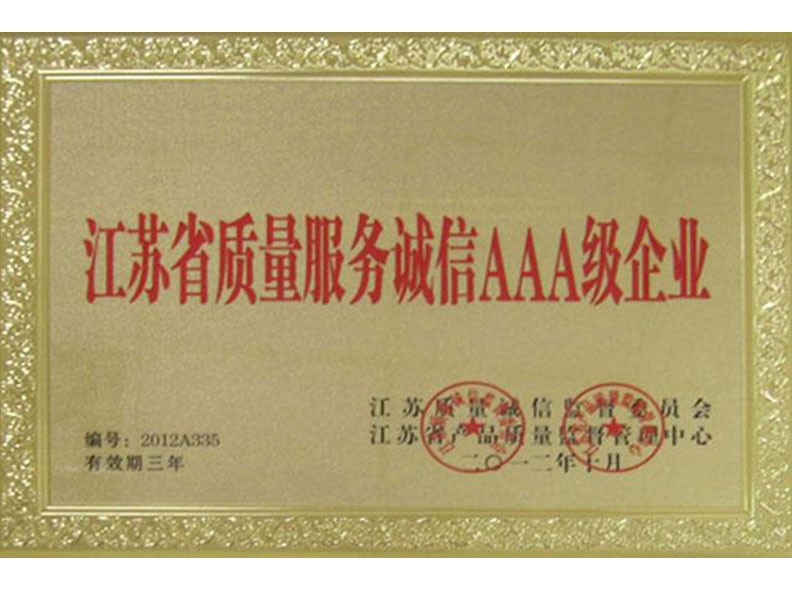 江苏省质量服务诚信AAA级企业
编号: 2012A335
有效期三年
江苏质量诚信监督委员会
江苏省产品质量监督管理中心
二〇一二年十月